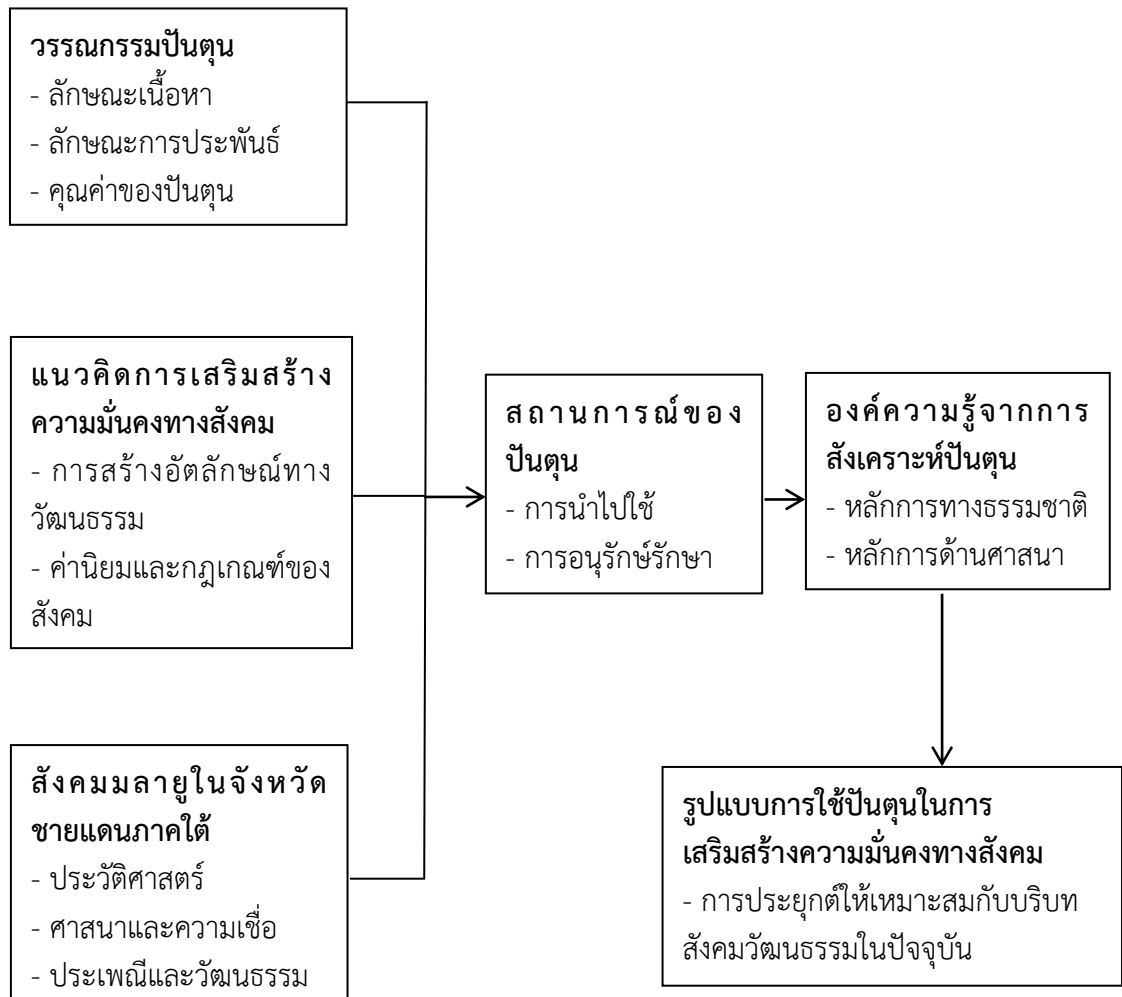 วรรณกรรมปันตุน
- ลักษณะเนื้อหา
- ลักษณะการประพันธ์
- คุณค่าของปันตุน
แนวคิดการเสริมสร้าง
ความมั่นคงทางสังคม
- การสร้างอัตลักษณ์ทาง
วัฒนธรรม
- ค่านิยมและกฎเกณฑ์ของ
สังคม
สังคมมลายูในจังหวัด
ชายแดนภาคใต้
- ประวัติศาสตร์
- ศาสนาและความเชื่อ
- ประเพณีและวัฒนธรรม
สถานการณ์ของ
ปันตุน
- การนำไปใช้
- การอนุรักษ์รักษา
องค์ความรู้จากการ
สังเคราะห์ปันตุน
- หลักการทางธรรมชาติ
- หลักการด้านศาสนา
รูปแบบการใช้ปันตุนในการ
เสริมสร้างความมั่นคงทางสังคม
- การประยุกต์ให้เหมาะสมกับบริบท
สังคมวัฒนธรรมในปัจจุบัน